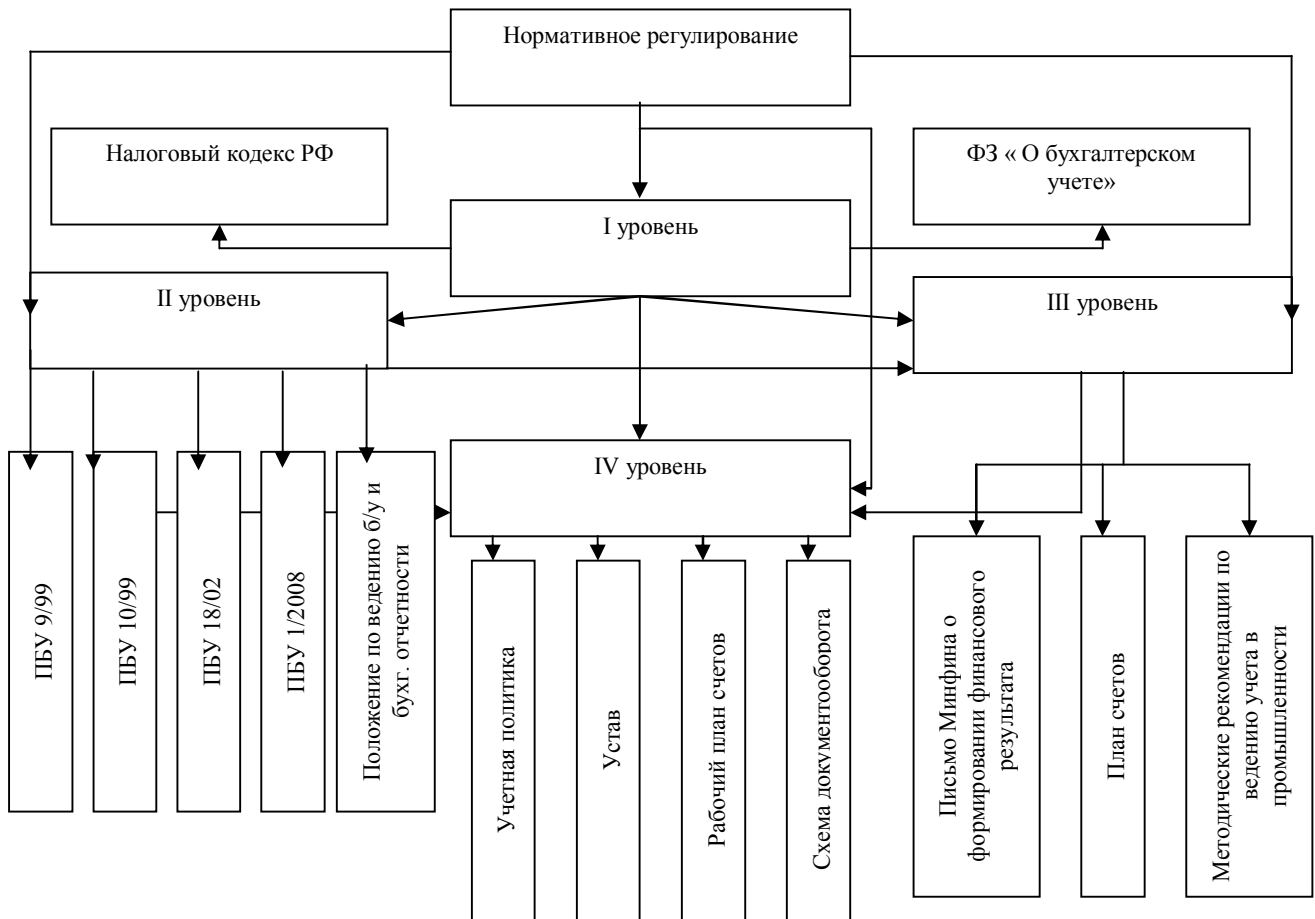 Нормативное регулирование
Налоговый кодекс РФ
ФЗ « О бухгалтерском
учете»
I уровень
II уровень
III уровень
IV уровень
ПБУ 9/99
ПБУ 10/99
ПБУ 18/02
ПБУ 1/2008
Положение по ведению б/у и
бухг. отчетности
Учетная политика
Устав
Рабочий план счетов
Схема документооборота
Письмо Минфина о
формировании финансового
результата
План счетов
Методические рекомендации по
ведению учета в
промышленности